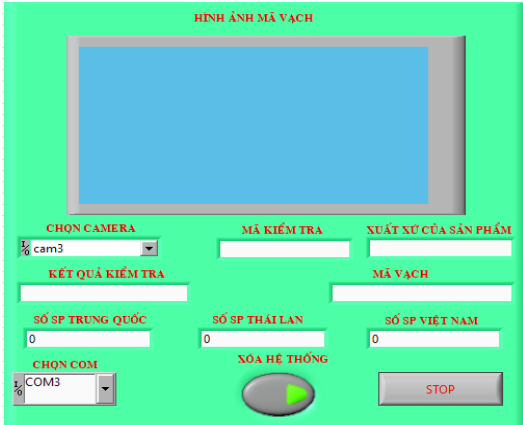 HÌNH ẢNH MÃ VẠCH
CHỌN CAMERA
MÃ KIỂM TRA
XUẤT XỨ CỦA SẢN PHẨM
I/O cam3
KẾT QUẢ KIỂM TRA
MÃ VẠCH
SỐ SP TRUNG QUỐC
SỐ SP THÁI LAN
SỐ SP VIỆT NAM
0
0
0
CHỌN COM
XÓA HỆ THỐNG
I/O COM3
STOP